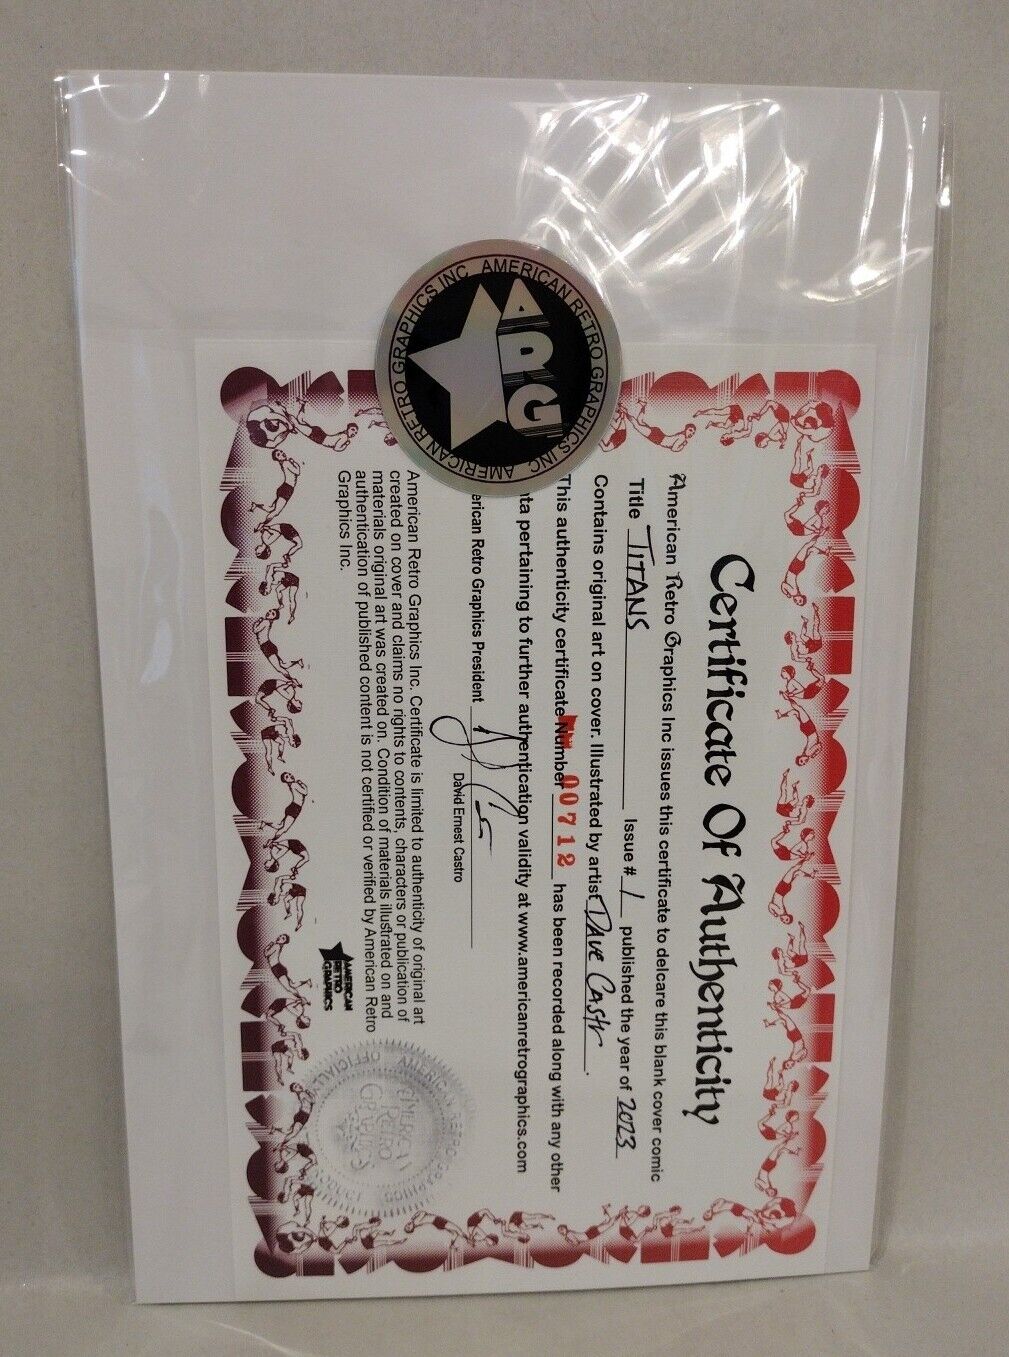 Certificate Of Authenticity
American Retro Graphics Inc issues this certificate to delcare this blank cover comic
Title TITANS Issue # 1 published the year of 2023
Contains original art on cover. Illustrated by artist Dave Castr.
This authenticity certificate Number 00712 has been recorded along with any other
ata pertaining to further authentication validity at www.americanretrographics.com
erican Retro Graphics President
David Ernest Castro
American Retro Graphics Inc. Certificate is limited to authenticity of original art
created on cover and claims no rights to contents, characters or publication of
materials original art was created on. Condition of materials illustrated on and
authentication of published content is not certified or verified by American Retro
Graphics Inc.
AMERICAN
RETRO
GRAPHICS
AMERICAN RETRO GRAPHICS INC
AMERICAN RETRO GRAPHICS INC
ARG
AMERICAN
RETRO
GRAPHICS